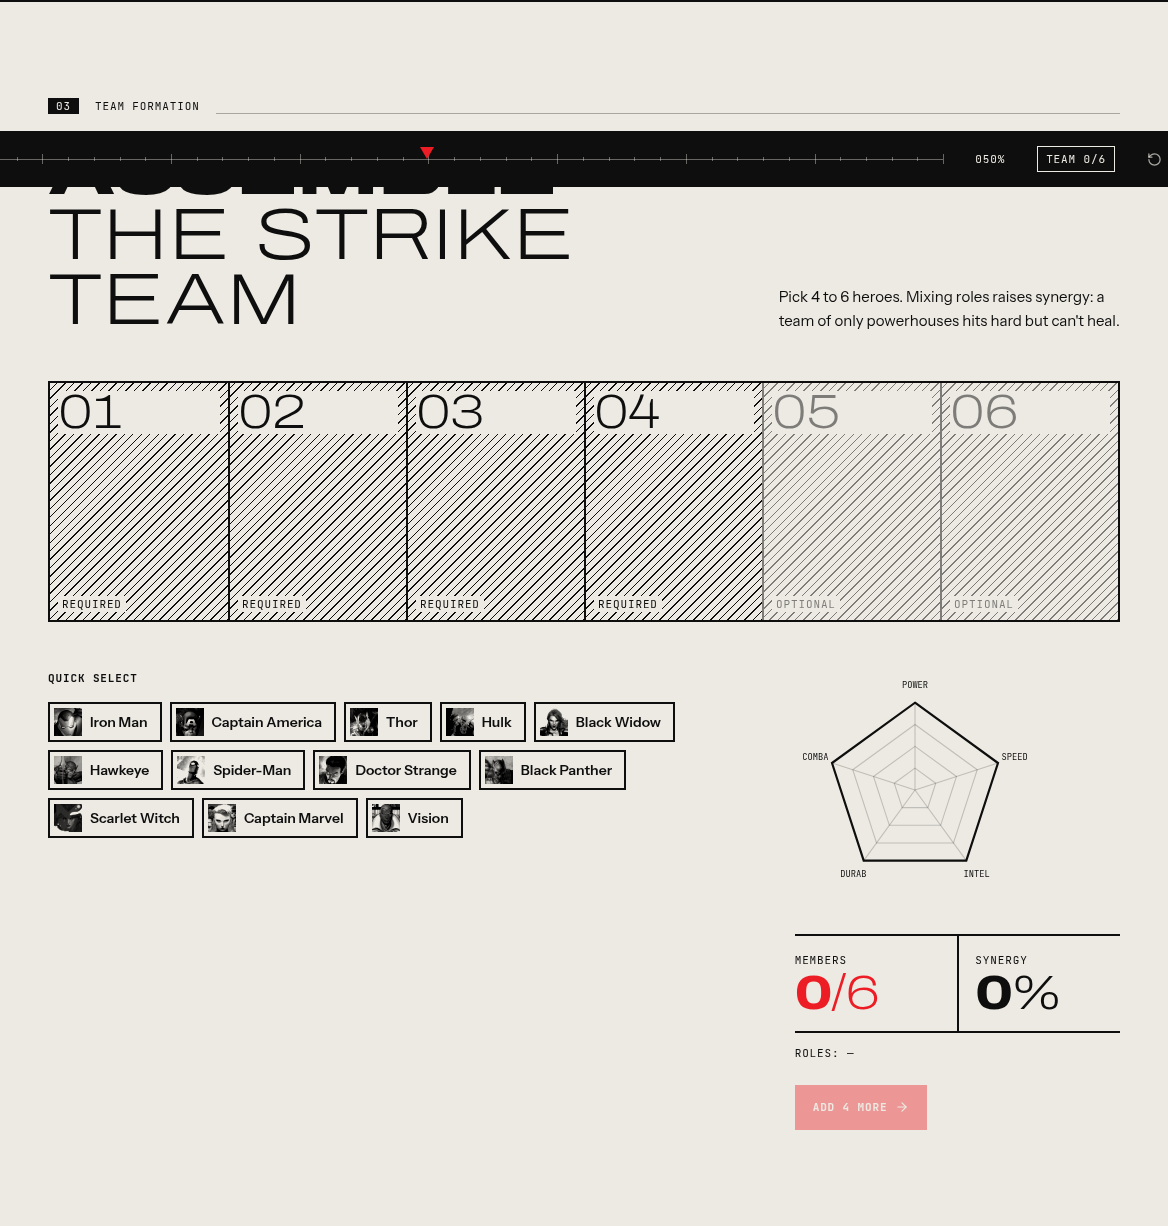 03 TEAM FORMATION
050% TEAM 0/6
ASSEMBLE
THE STRIKE
TEAM
Pick 4 to 6 heroes. Mixing roles raises synergy: a
team of only powerhouses hits hard but can't heal.
01 02 03 04 05 06
REQUIRED REQUIRED REQUIRED REQUIRED OPTIONAL OPTIONAL
QUICK SELECT
Iron Man Captain America Thor Hulk Black Widow
Hawkeye Spider-Man Doctor Strange Black Panther
Scarlet Witch Captain Marvel Vision
POWER
COMBA SPEED
DURAB INTEL
MEMBERS SYNERGY
0/6 0%
ROLES: —
ADD 4 MORE →